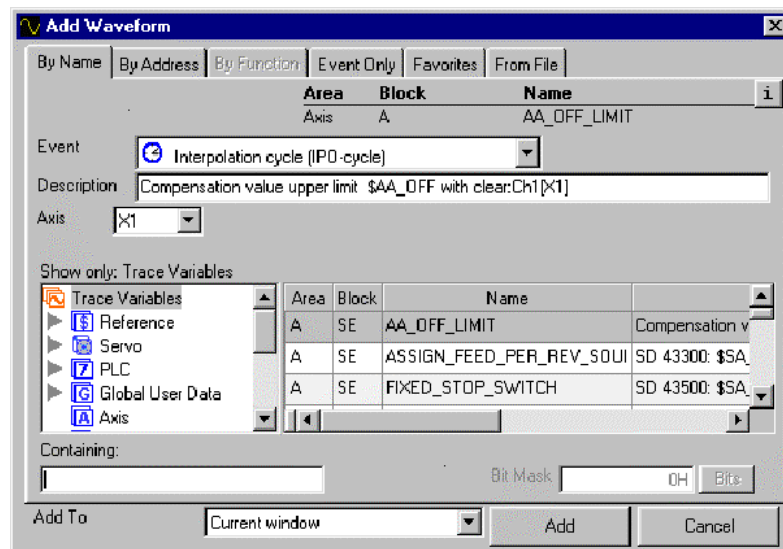 Add Waveform
By Name By Address By Function Event Only Favorites From File
Area Block Name i
Axis A AA_OFF_LIMIT
Event Interpolation cycle (IPO-cycle)
Description Compensation value upper limit $AA_OFF with clear:Ch1[X1]
Axis X1
Show only: Trace Variables
Trace Variables
Reference
Servo
PLC
Global User Data
Axis
Area Block Name
A SE AA_OFF_LIMIT Compensation v
A SE ASSIGN_FEED_PER_REV_SOUI SD 43300: $SA_
A SE FIXED_STOP_SWITCH SD 43500: $SA_
Containing:
Bit Mask 0H Bits
Add To Current window Add Cancel